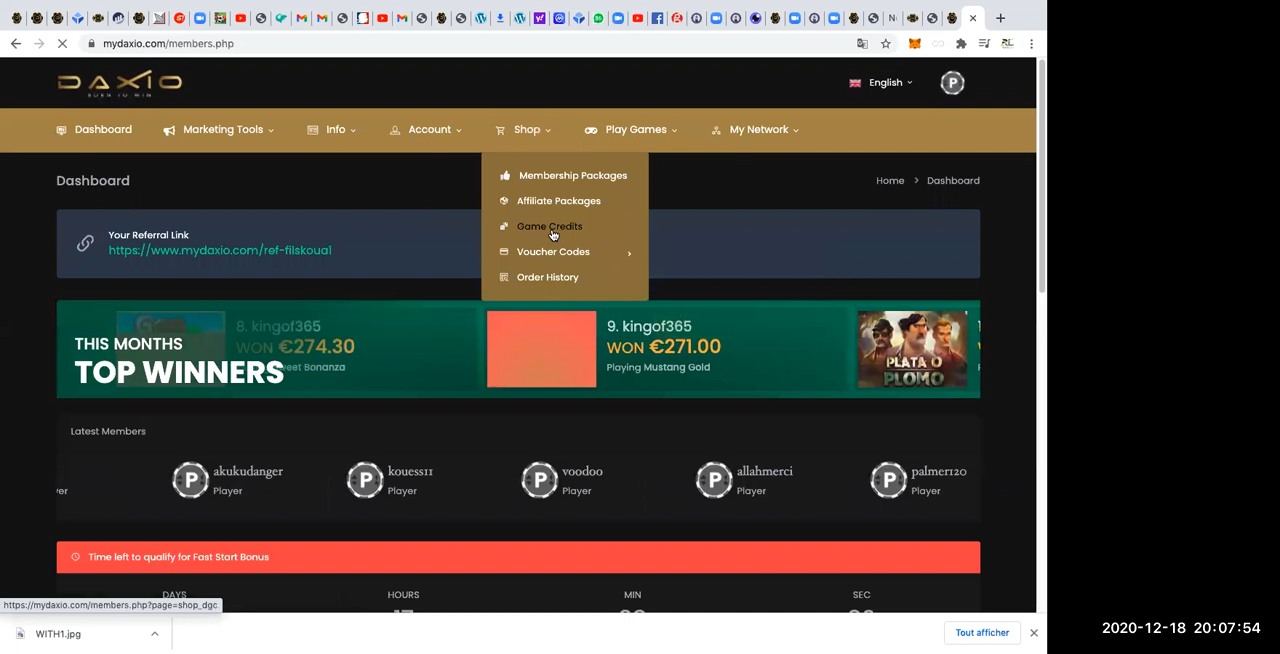 mydaxio.com/members.php
DAXIO
BORN TO WIN
English
P
Dashboard
Marketing Tools
Info
Account
Shop
Play Games
My Network
Dashboard
Home > Dashboard
Membership Packages
Affiliate Packages
Game Credits
Voucher Codes
Order History
Your Referral Link
https://www.mydaxio.com/ref-filskoual
THIS MONTHS
TOP WINNERS
8. kingof365
WON €274.30
eet Bonanza
9. kingof365
WON €271.00
Playing Mustang Gold
PLATA O
PLOMO
Latest Members
yer
P
akukudanger
Player
P
kouess11
Player
P
voodoo
Player
P
allahmerci
Player
P
palmer120
Player
Time left to qualify for Fast Start Bonus
DAYS
HOURS
MIN
SEC
https://mydaxio.com/members.php?page=shop_dgc
WITH1.jpg
Tout afficher
2020-12-18 20:07:54